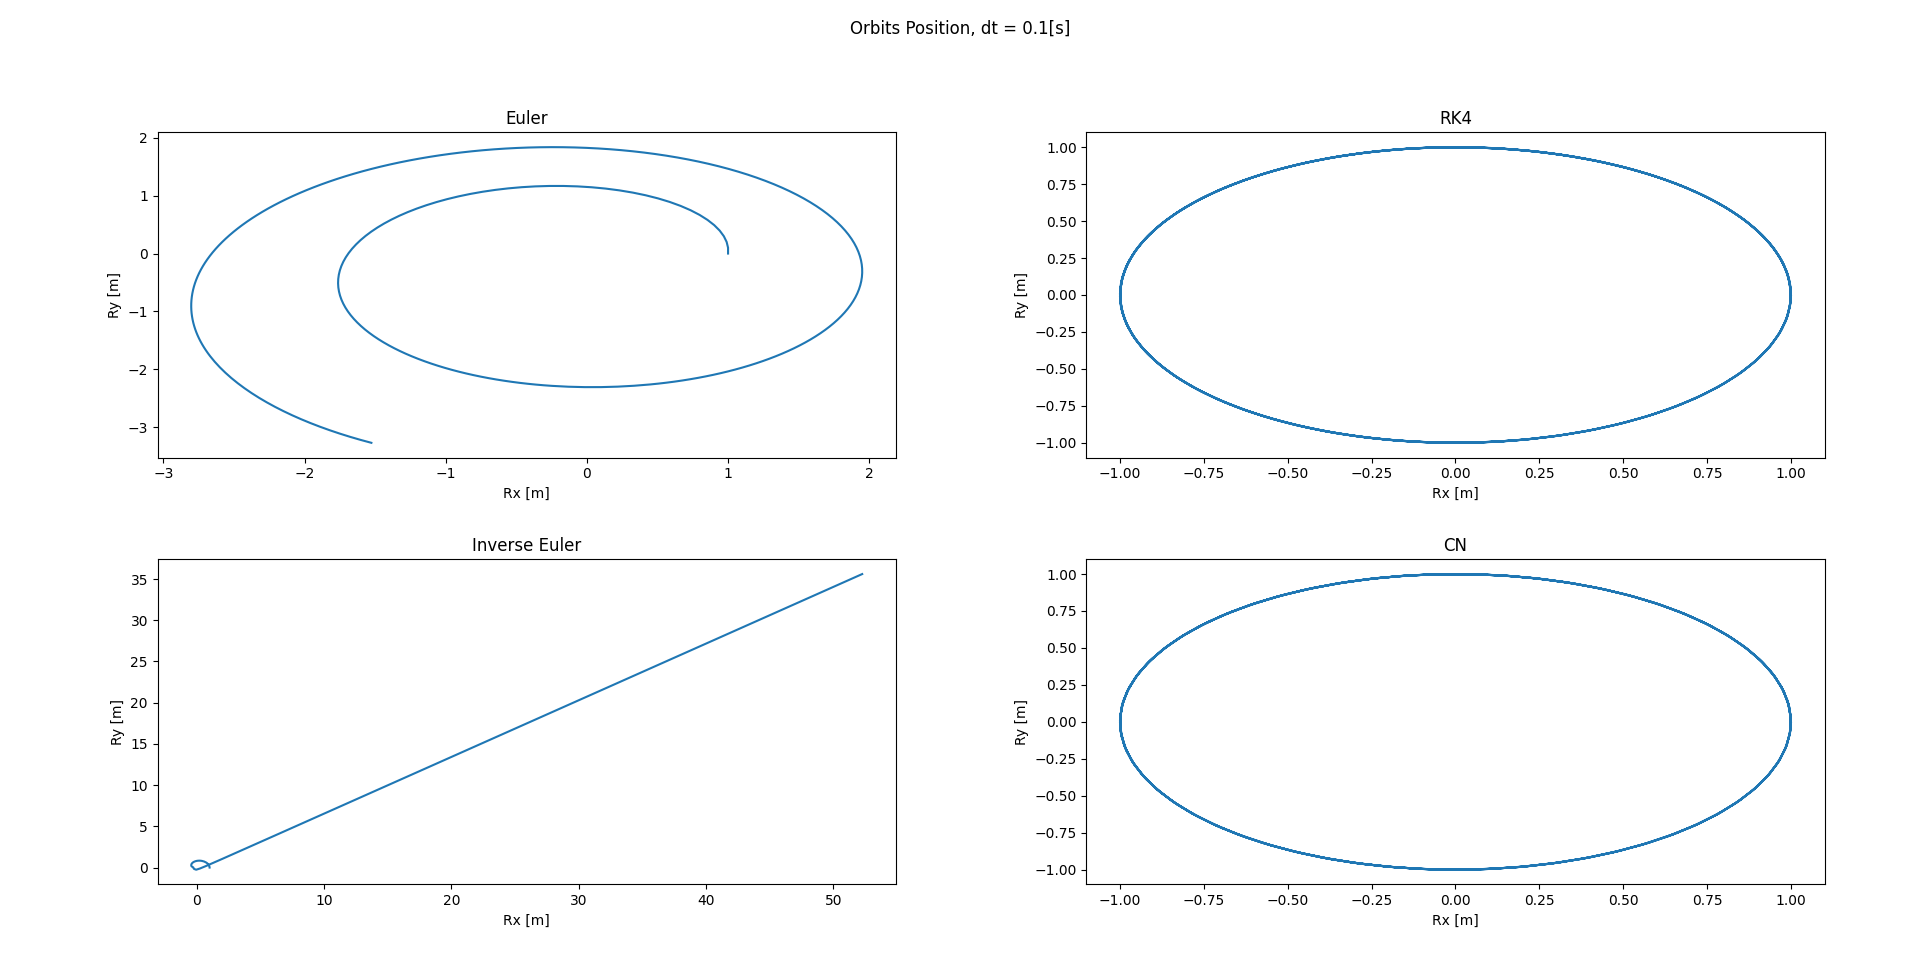 Orbits Position, dt = 0.1[s]
Euler
2
1
0
−1
−2
−3
Ry [m]
−3 −2 −1 0 1 2
Rx [m]
RK4
1.00
0.75
0.50
0.25
0.00
−0.25
−0.50
−0.75
−1.00
Ry [m]
−1.00 −0.75 −0.50 −0.25 0.00 0.25 0.50 0.75 1.00
Rx [m]
Inverse Euler
35
30
25
20
15
10
5
0
Ry [m]
0 10 20 30 40 50
Rx [m]
CN
1.00
0.75
0.50
0.25
0.00
−0.25
−0.50
−0.75
−1.00
Ry [m]
−1.00 −0.75 −0.50 −0.25 0.00 0.25 0.50 0.75 1.00
Rx [m]